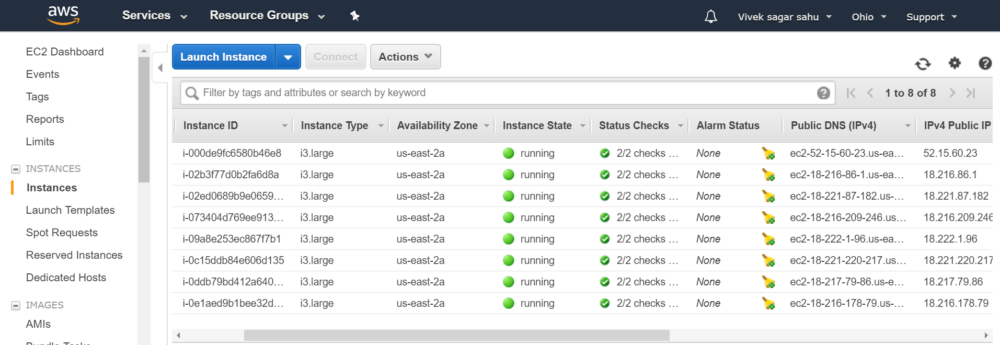 aws Services Resource Groups Vivek sagar sahu Ohio Support
EC2 Dashboard
Events
Tags
Reports
Limits
INSTANCES
Instances
Launch Templates
Spot Requests
Reserved Instances
Dedicated Hosts
IMAGES
AMIs
Launch Instance Connect Actions
Filter by tags and attributes or search by keyword 1 to 8 of 8
Instance ID Instance Type Availability Zone Instance State Status Checks Alarm Status Public DNS (IPv4) IPv4 Public IP
i-000de9fc6580b46e8 i3.large us-east-2a running 2/2 checks ... None ec2-52-15-60-23.us-ea... 52.15.60.23
i-02b3f77d0b2fa6d8a i3.large us-east-2a running 2/2 checks ... None ec2-18-216-86-1.us-ea... 18.216.86.1
i-02ed0689b9e0659... i3.large us-east-2a running 2/2 checks ... None ec2-18-221-87-182.us-... 18.221.87.182
i-073404d769ee913... i3.large us-east-2a running 2/2 checks ... None ec2-18-216-209-246.us... 18.216.209.246
i-09a8e253ec867f7b1 i3.large us-east-2a running 2/2 checks ... None ec2-18-222-1-96.us-ea... 18.222.1.96
i-0c15ddb84e606d135 i3.large us-east-2a running 2/2 checks ... None ec2-18-221-220-217.us... 18.221.220.217
i-0ddb79bd412a640... i3.large us-east-2a running 2/2 checks ... None ec2-18-217-79-86.us-e... 18.217.79.86
i-0e1aed9b1bee32d... i3.large us-east-2a running 2/2 checks ... None ec2-18-216-178-79.us-... 18.216.178.79